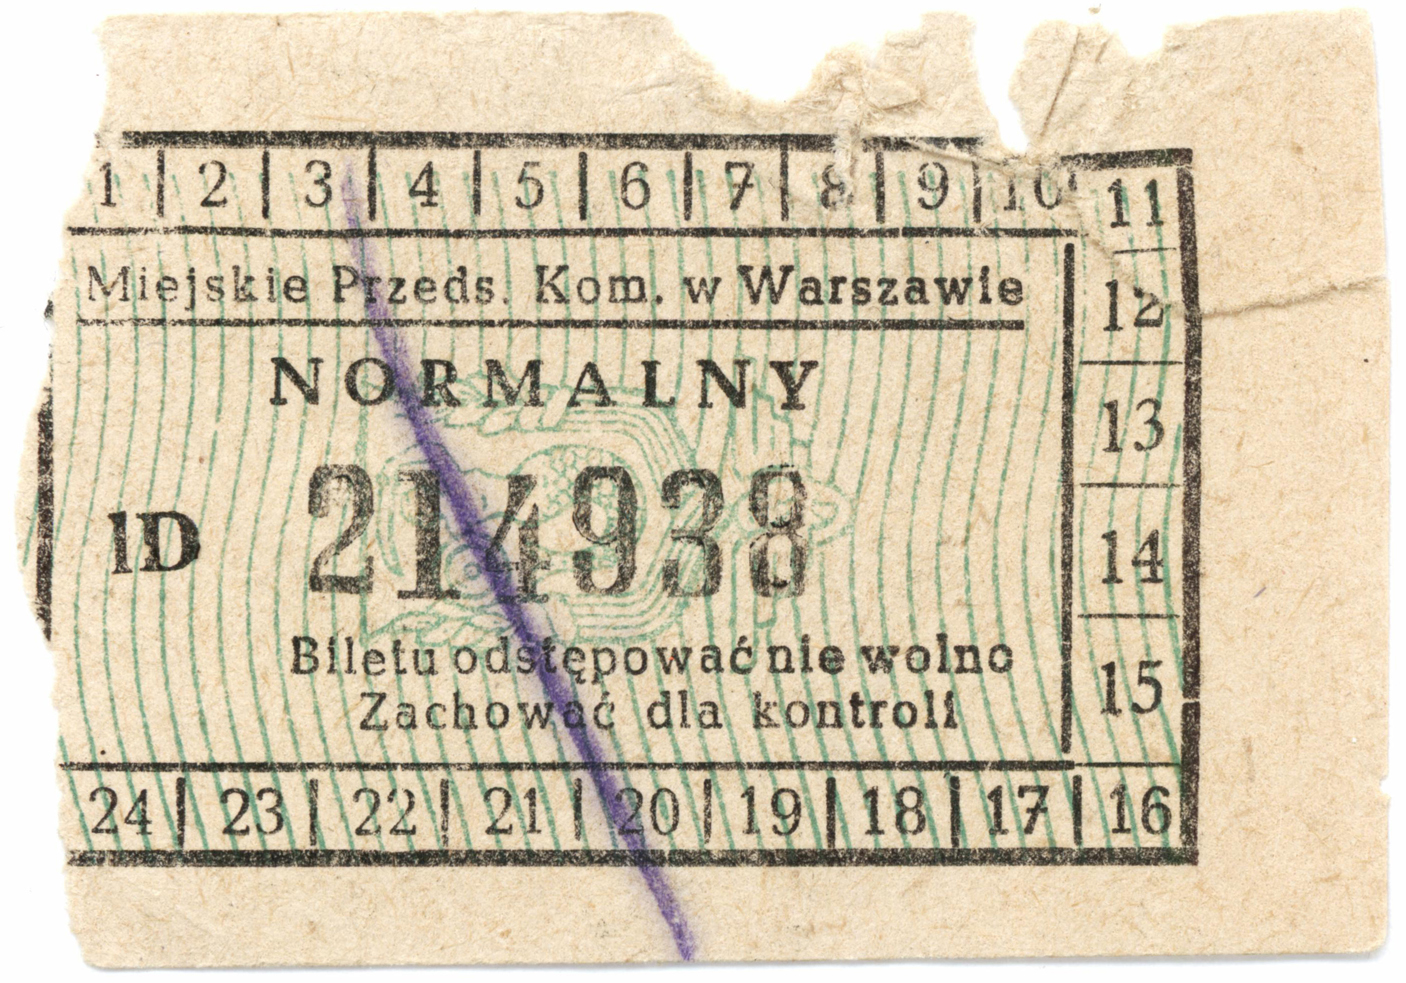 1 2 3 4 5 6 7 8 9 10 11
Miejskie Przeds. Kom. w Warszawie
12
NORMALNY
13
1D 214938
14
Biletu odstępować nie wolno
15
Zachować dla kontroli
24 23 22 21 20 19 18 17 16